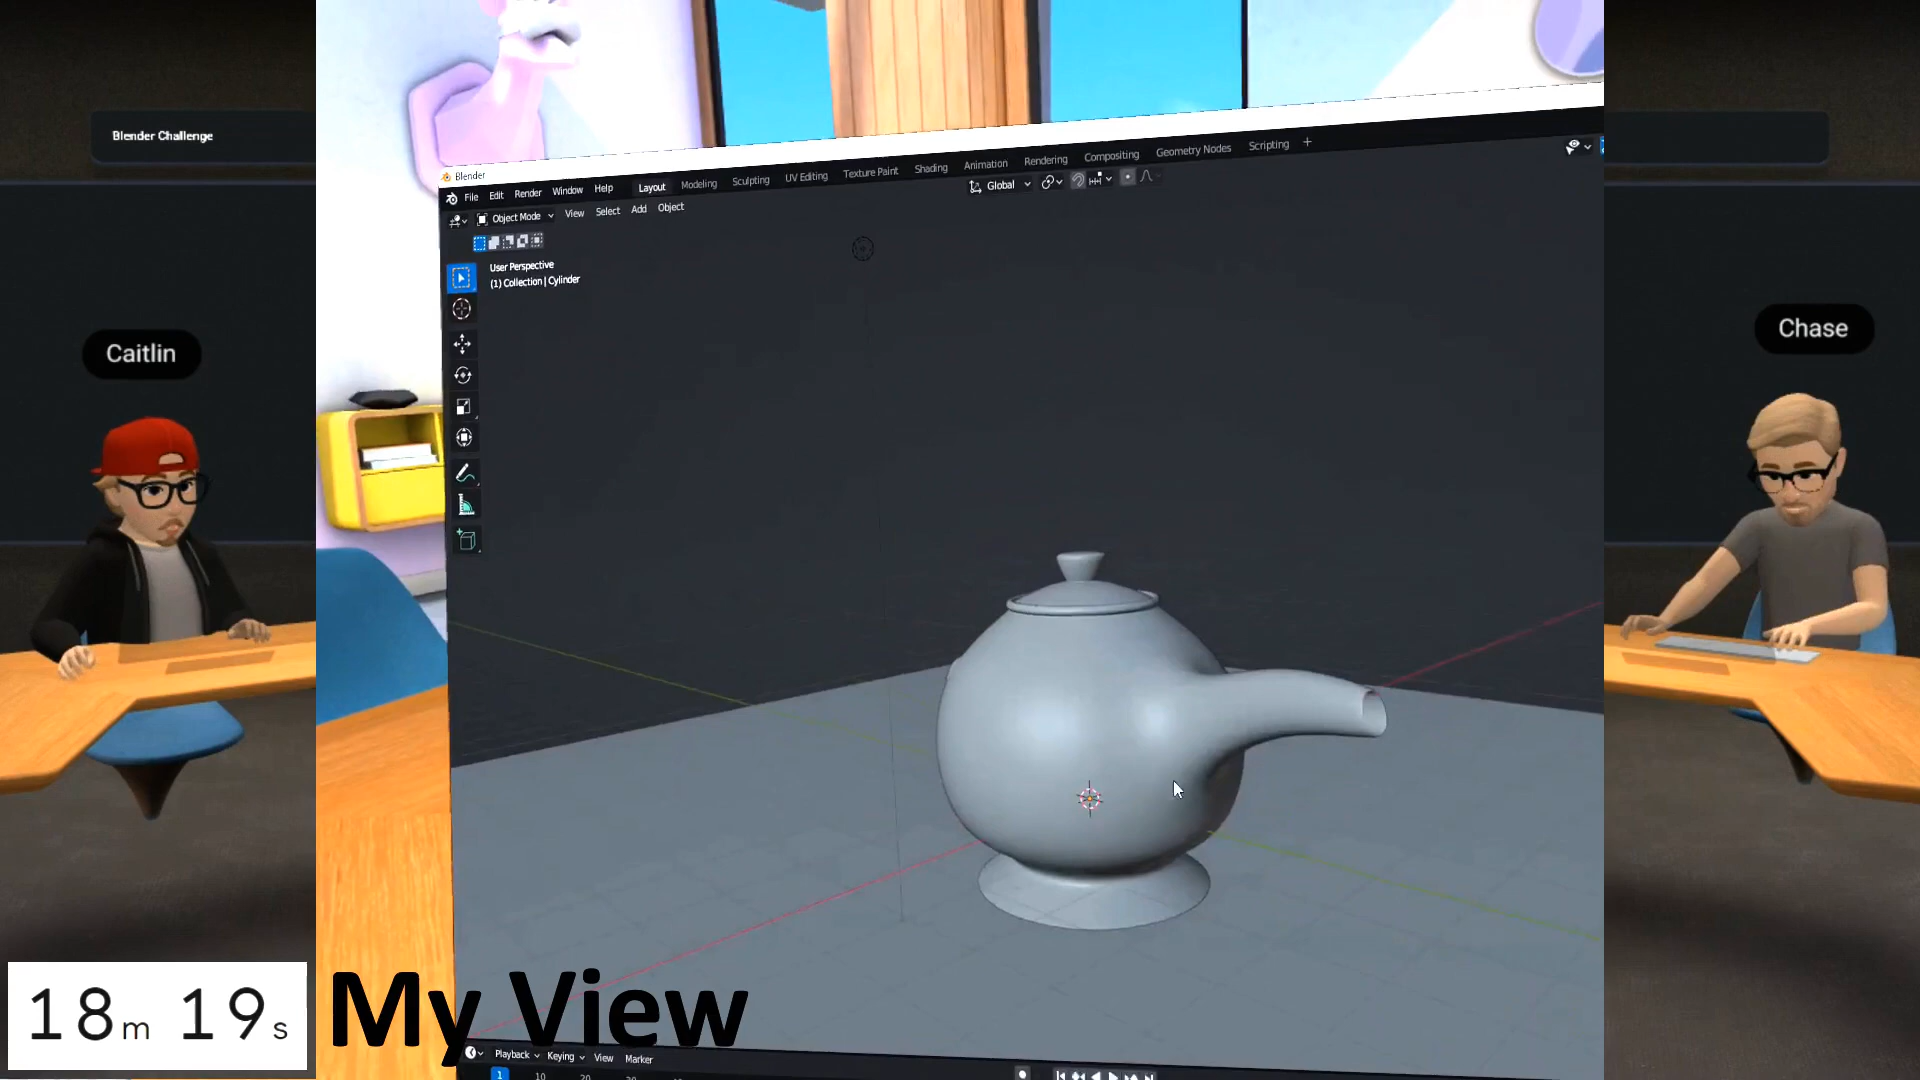 Blender Challenge
Caitlin
Chase
Blender
File Edit Render Window Help Layout Modeling Sculpting UV Editing Texture Paint Shading Animation Rendering Compositing Geometry Nodes Scripting +
Object Mode View Select Add Object Global
User Perspective
(1) Collection | Cylinder
18m 19s
My View
Playback Keying View Marker
1 10 20